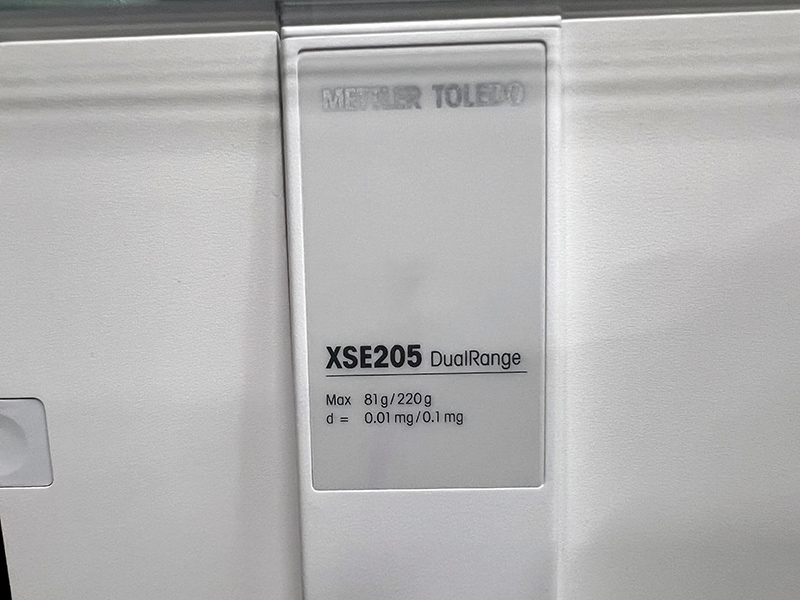 METTLER TOLEDO
XSE205 DualRange
Max 81g/220g
d = 0.01mg/0.1mg